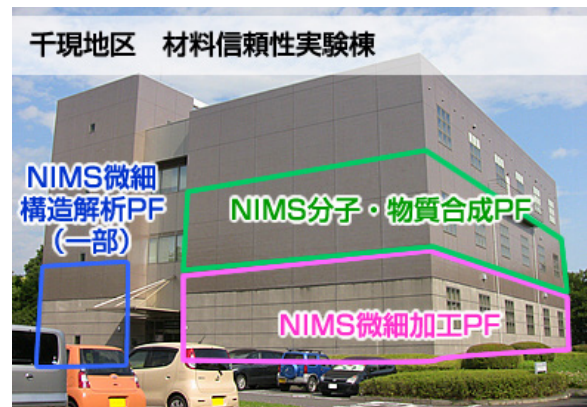 千現地区　材料信頼性実験棟
NIMS微細
構造解析PF
（一部）
NIMS分子・物質合成PF
NIMS微細加工PF